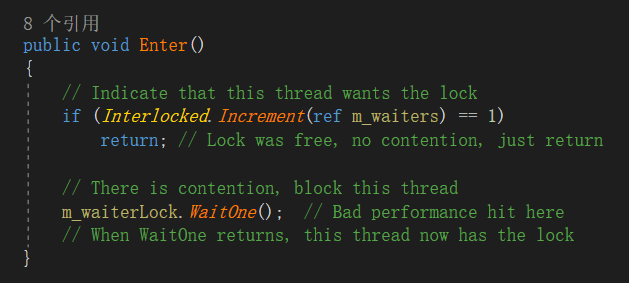 8 个引用
public void Enter()
{
// Indicate that this thread wants the lock
if (Interlocked.Increment(ref m_waiters) == 1)
return; // Lock was free, no contention, just return
// There is contention, block this thread
m_waiterLock.WaitOne();  // Bad performance hit here
// When WaitOne returns, this thread now has the lock
}